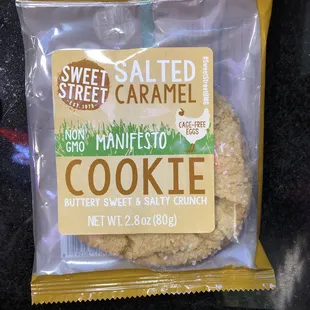 SWEET
STREET
EST. 1979
SALTED
CARAMEL
CAGE-FREE
EGGS
NON
GMO
MANIFESTO
COOKIE
BUTTERY SWEET & SALTY CRUNCH
NET WT. 2.8 oz (80g)